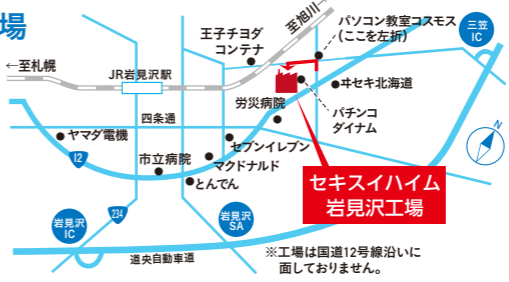 場
至旭川→
パソコン教室コスモス
(ここを左折)
三笠
IC
王子チヨダ
コンテナ
←至札幌
JR岩見沢駅
ヰセキ北海道
労災病院
パチンコ
ダイナム
四条通
ヤマダ電機
セブンイレブン
12
市立病院
マクドナルド
とんでん
N
セキスイハイム
岩見沢工場
234
岩見沢
IC
岩見沢
SA
道央自動車道
※工場は国道12号線沿いに
面しておりません。